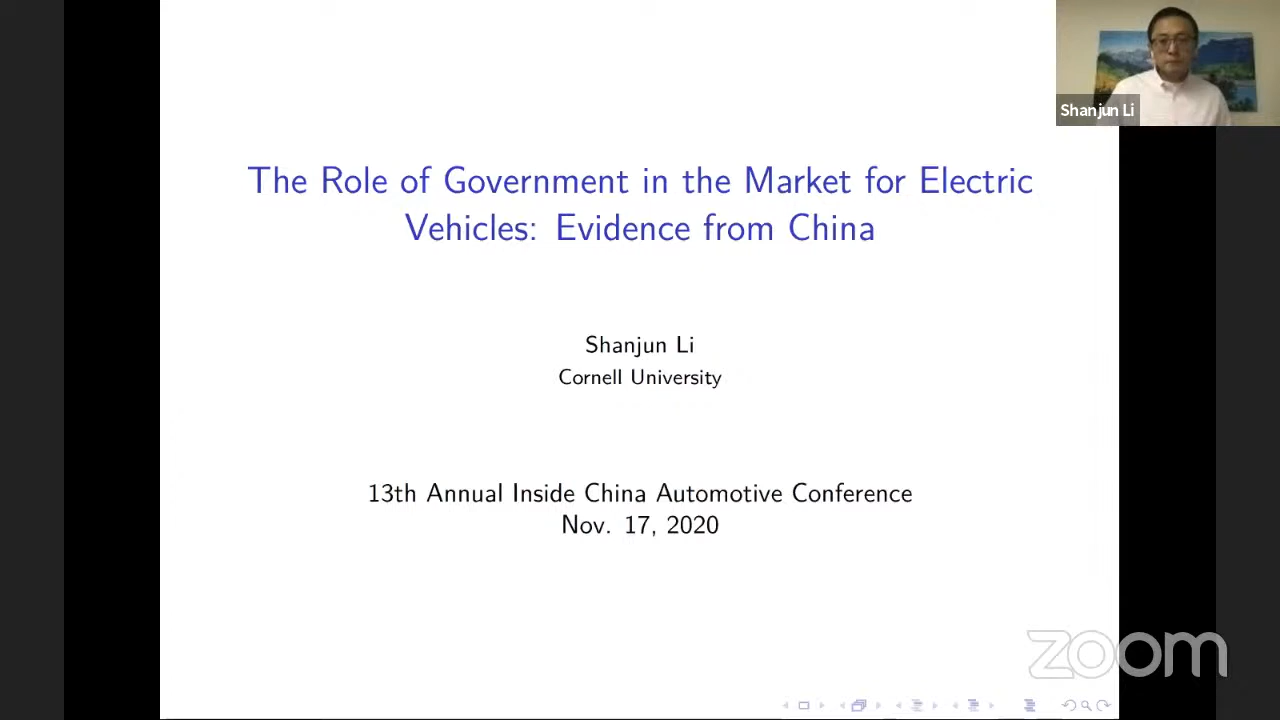 Shanjun Li
The Role of Government in the Market for Electric
Vehicles: Evidence from China
Shanjun Li
Cornell University
13th Annual Inside China Automotive Conference
Nov. 17, 2020
zoom